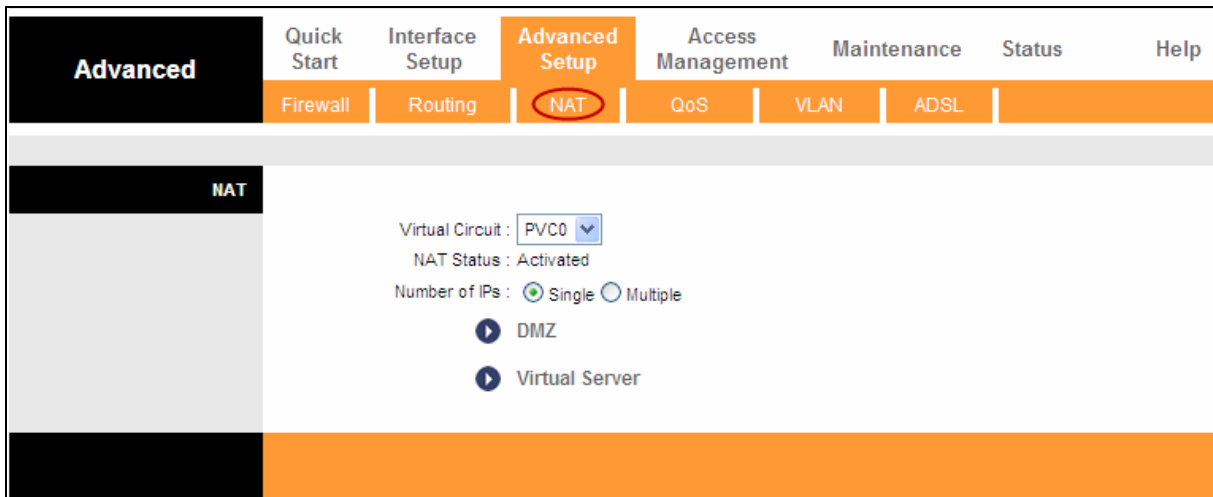 Advanced
Quick Start
Interface Setup
Advanced Setup
Access Management
Maintenance
Status
Help
Firewall
Routing
NAT
QoS
VLAN
ADSL
NAT
Virtual Circuit : PVC0
NAT Status : Activated
Number of IPs : Single Multiple
DMZ
Virtual Server